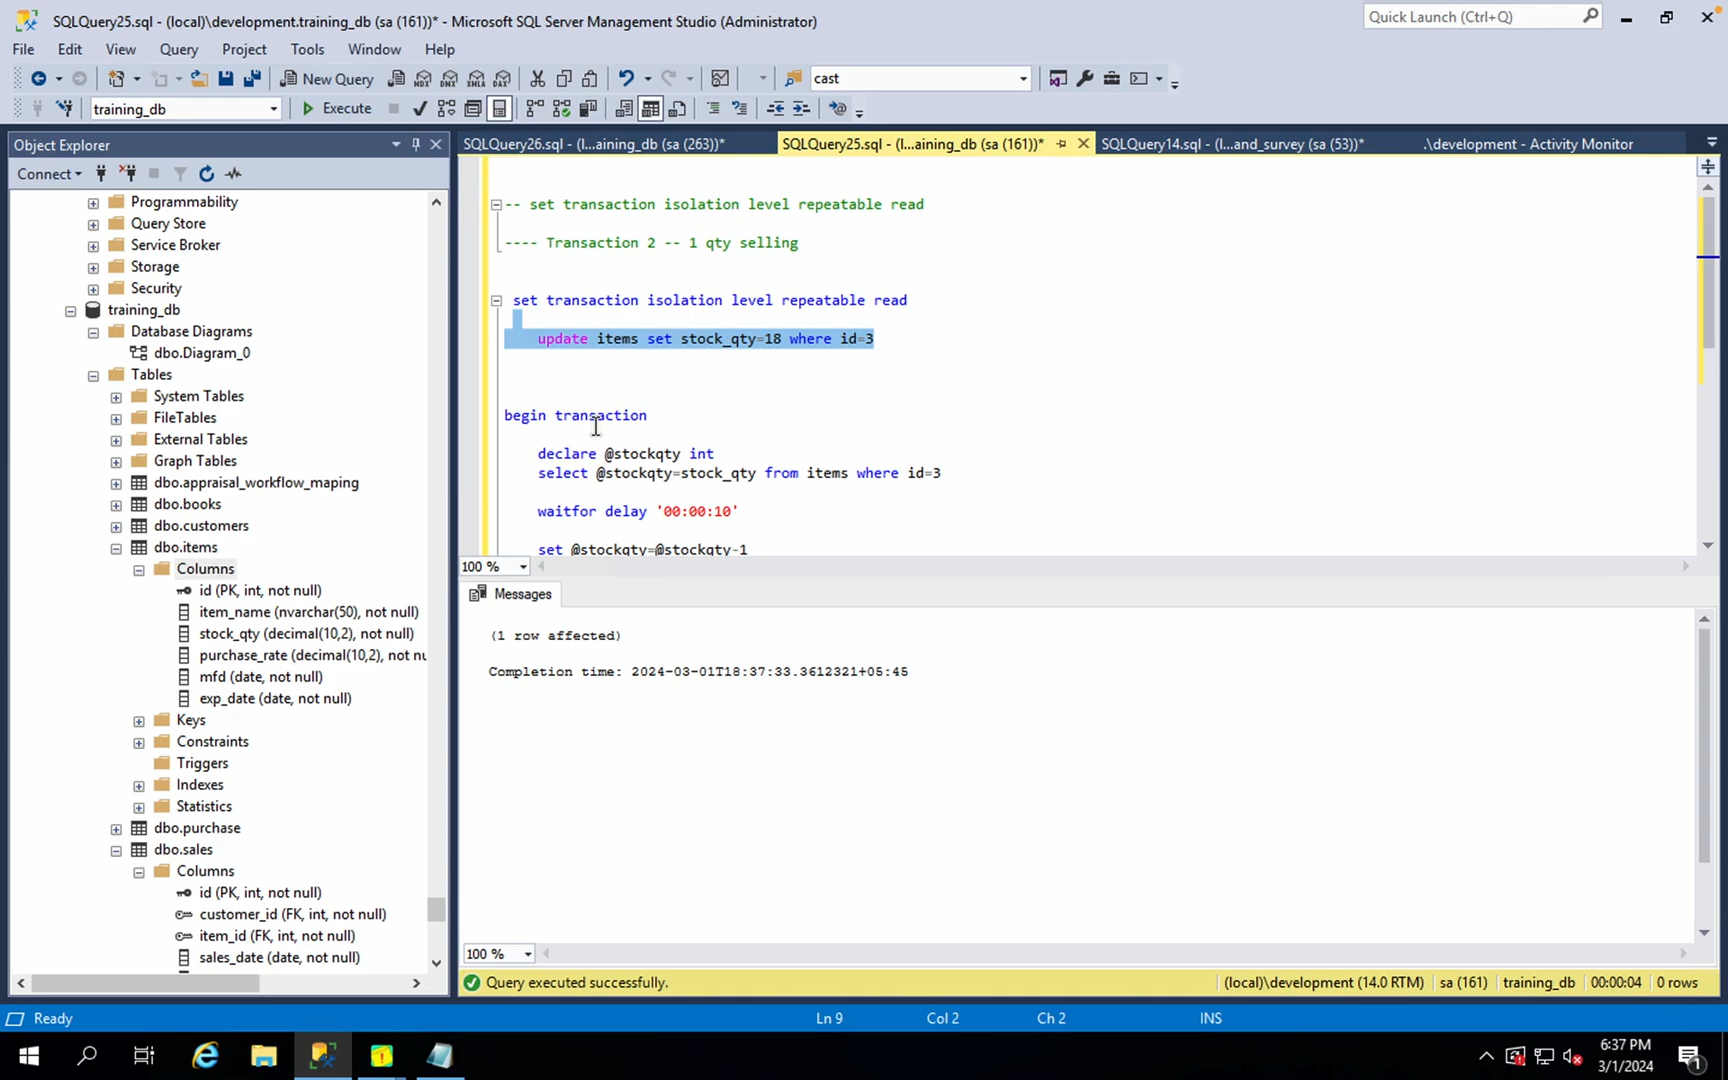 SQLQuery25.sql - (local)\development.training_db (sa (161))* - Microsoft SQL Server Management Studio (Administrator)
Quick Launch (Ctrl+Q)
File Edit View Query Project Tools Window Help
New Query
MDX DMX XMLA DAX
cast
training_db
Execute
Object Explorer
Connect
Programmability
Query Store
Service Broker
Storage
Security
training_db
Database Diagrams
dbo.Diagram_0
Tables
System Tables
FileTables
External Tables
Graph Tables
dbo.appraisal_workflow_maping
dbo.books
dbo.customers
dbo.items
Columns
id (PK, int, not null)
item_name (nvarchar(50), not null)
stock_qty (decimal(10,2), not null)
purchase_rate (decimal(10,2), not nu
mfd (date, not null)
exp_date (date, not null)
Keys
Constraints
Triggers
Indexes
Statistics
dbo.purchase
dbo.sales
Columns
id (PK, int, not null)
customer_id (FK, int, not null)
item_id (FK, int, not null)
sales_date (date, not null)
SQLQuery26.sql - (l...aining_db (sa (263))*
SQLQuery25.sql - (l...aining_db (sa (161))*
SQLQuery14.sql - (l...and_survey (sa (53))*
.\development - Activity Monitor
-- set transaction isolation level repeatable read
---- Transaction 2 -- 1 qty selling
set transaction isolation level repeatable read
update items set stock_qty=18 where id=3
begin transaction
declare @stockqty int
select @stockqty=stock_qty from items where id=3
waitfor delay '00:00:10'
set @stockqty=@stockqty-1
100 %
Messages
(1 row affected)
Completion time: 2024-03-01T18:37:33.3612321+05:45
100 %
Query executed successfully.
(local)\development (14.0 RTM) sa (161) training_db 00:00:04 0 rows
Ready
Ln 9
Col 2
Ch 2
INS
6:37 PM
3/1/2024
1